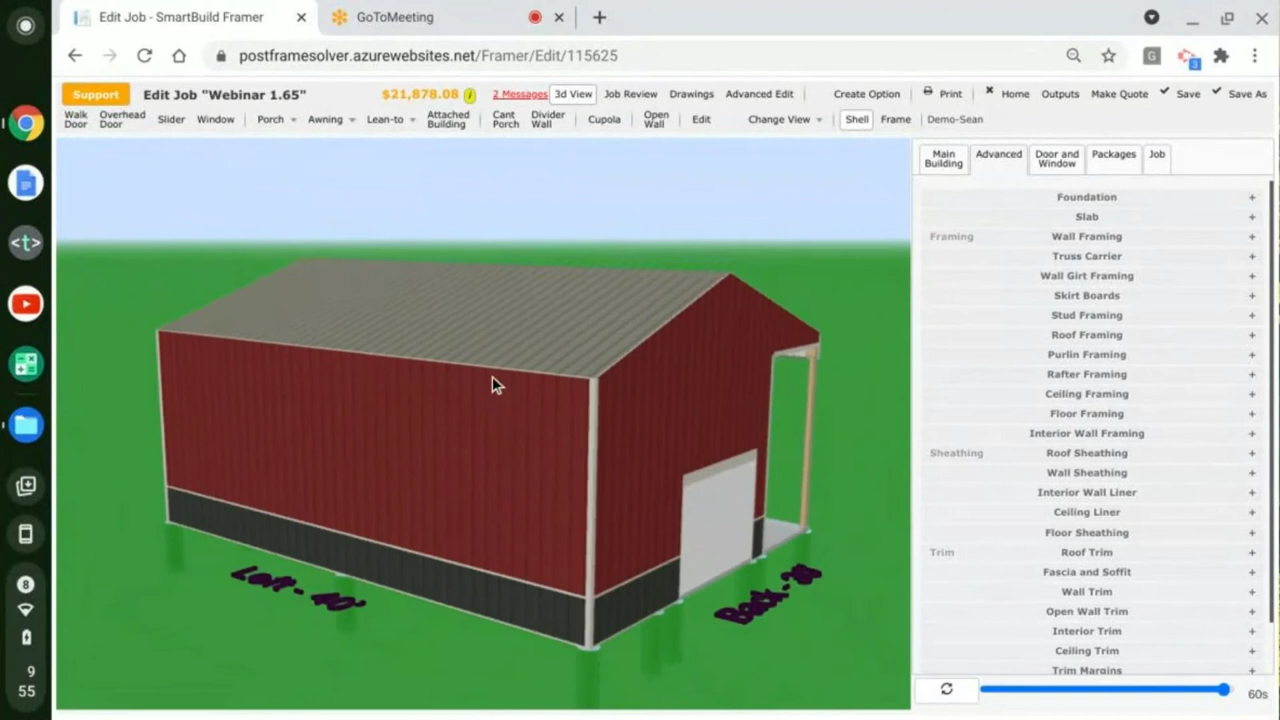 Edit Job - SmartBuild Framer
GoToMeeting
postframesolver.azurewebsites.net/Framer/Edit/115625
G
3
Support
Edit Job "Webinar 1.65"
$21,878.08
2 Messages
3d View
Job Review
Drawings
Advanced Edit
Create Option
Print
Home
Outputs
Make Quote
Save
Save As
Walk Door
Overhead Door
Slider
Window
Porch
Awning
Lean-to
Attached Building
Cant Porch
Divider Wall
Cupola
Open Wall
Edit
Change View
Shell
Frame
Demo-Sean
Main Building
Advanced
Door and Window
Packages
Job
Foundation +
Slab +
Framing Wall Framing +
Truss Carrier +
Wall Girt Framing +
Skirt Boards +
Stud Framing +
Roof Framing +
Purlin Framing +
Rafter Framing +
Ceiling Framing +
Floor Framing +
Interior Wall Framing +
Sheathing Roof Sheathing +
Wall Sheathing +
Interior Wall Liner +
Ceiling Liner +
Floor Sheathing +
Trim Roof Trim +
Fascia and Soffit +
Wall Trim +
Open Wall Trim +
Interior Trim +
Ceiling Trim +
Trim Margins +
60s
Left- 40'
<t>
8
9
55